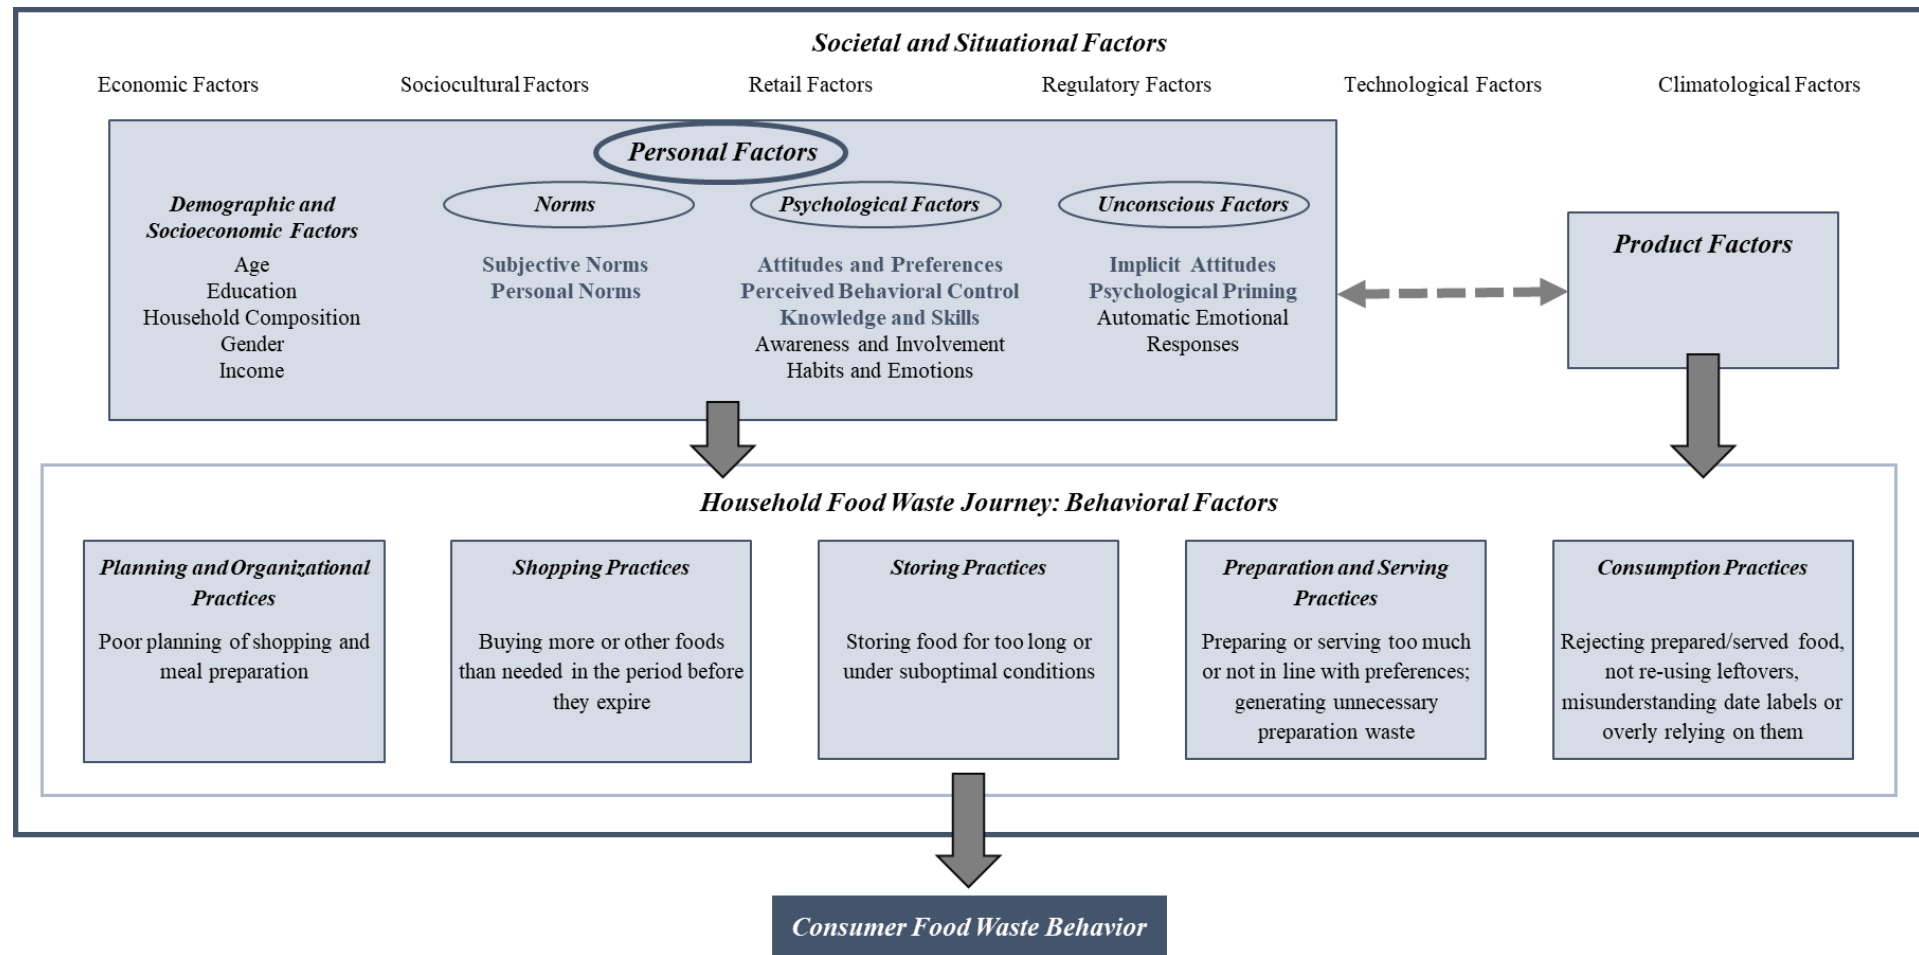 Societal and Situational Factors
Economic Factors
Sociocultural Factors
Retail Factors
Regulatory Factors
Technological Factors
Climatological Factors
Personal Factors
Demographic and
Socioeconomic Factors
Age
Education
Household Composition
Gender
Income
Norms
Subjective Norms
Personal Norms
Psychological Factors
Attitudes and Preferences
Perceived Behavioral Control
Knowledge and Skills
Awareness and Involvement
Habits and Emotions
Unconscious Factors
Implicit Attitudes
Psychological Priming
Automatic Emotional
Responses
Product Factors
Household Food Waste Journey: Behavioral Factors
Planning and Organizational
Practices
Poor planning of shopping and
meal preparation
Shopping Practices
Buying more or other foods
than needed in the period before
they expire
Storing Practices
Storing food for too long or
under suboptimal conditions
Preparation and Serving
Practices
Preparing or serving too much
or not in line with preferences;
generating unnecessary
preparation waste
Consumption Practices
Rejecting prepared/served food,
not re-using leftovers,
misunderstanding date labels or
overly relying on them
Consumer Food Waste Behavior